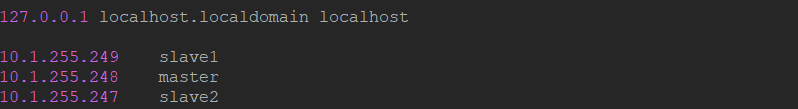 127.0.0.1 localhost.localdomain localhost
10.1.255.249    slave1
10.1.255.248    master
10.1.255.247    slave2